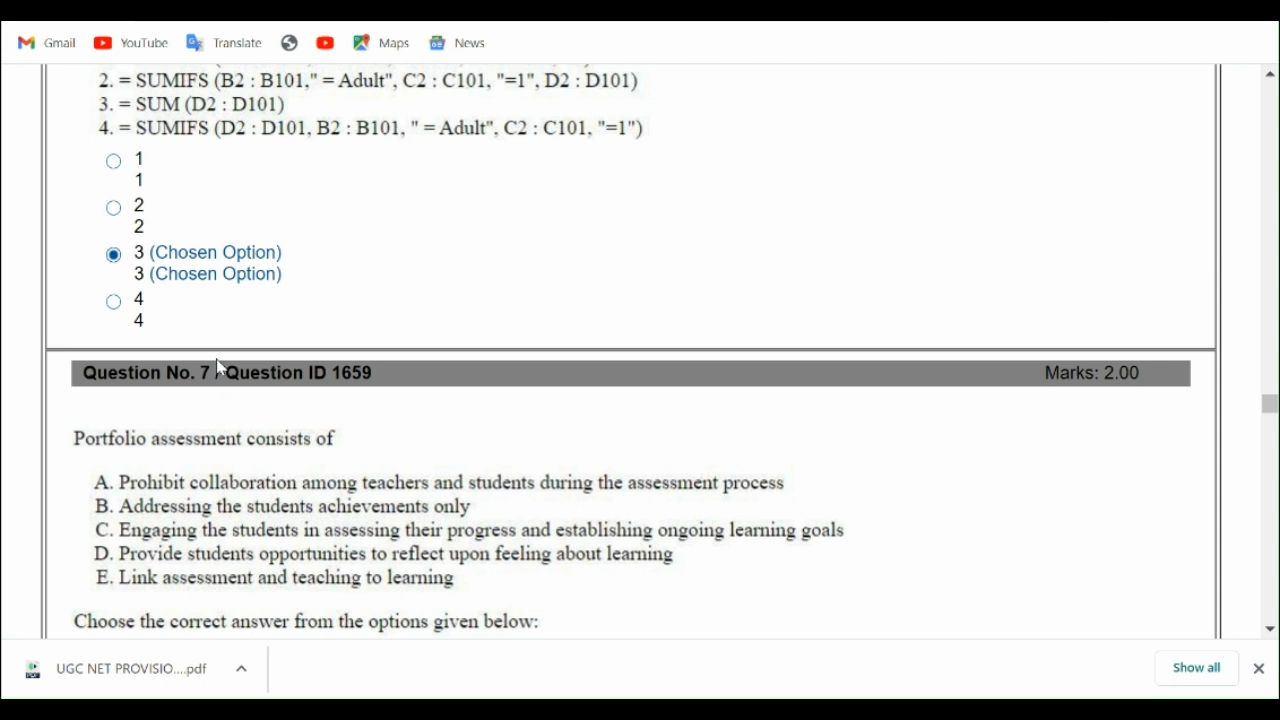 Gmail YouTube Translate Maps News
2. = SUMIFS (B2 : B101," = Adult", C2 : C101, "=1", D2 : D101)
3. = SUM (D2 : D101)
4. = SUMIFS (D2 : D101, B2 : B101, " = Adult", C2 : C101, "=1")
1
1
2
2
3 (Chosen Option)
3 (Chosen Option)
4
4
Question No. 7 / Question ID 1659 Marks: 2.00
Portfolio assessment consists of
A. Prohibit collaboration among teachers and students during the assessment process
B. Addressing the students achievements only
C. Engaging the students in assessing their progress and establishing ongoing learning goals
D. Provide students opportunities to reflect upon feeling about learning
E. Link assessment and teaching to learning
Choose the correct answer from the options given below:
UGC NET PROVISIO....pdf Show all